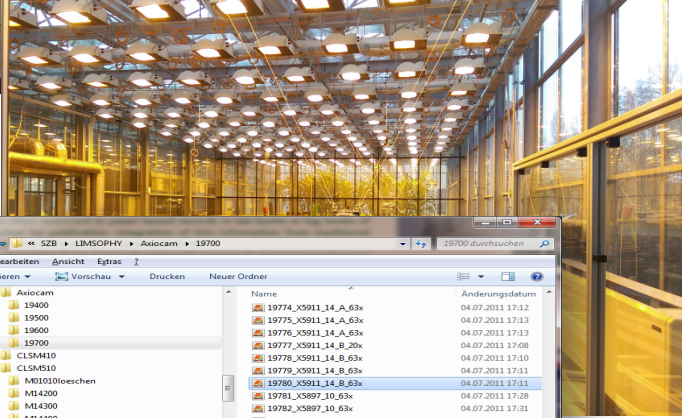 « SZB ▸ LIMSOPHY ▸ Axiocam ▸ 19700
19700 durchsuchen
earbeiten Ansicht Extras ?
ieren Vorschau Drucken Neuer Ordner
Axiocam
19400
19500
19600
19700
CLSM410
CLSM510
M01010loeschen
M14200
M14300
M14400
Name Änderungsdatum
19774_X5911_14_A_63x 04.07.2011 17:12
19775_X5911_14_A_63x 04.07.2011 17:13
19776_X5911_14_A_63x 04.07.2011 17:13
19777_X5911_14_B_20x 04.07.2011 17:08
19778_X5911_14_B_63x 04.07.2011 17:10
19779_X5911_14_B_63x 04.07.2011 17:11
19780_X5911_14_B_63x 04.07.2011 17:11
19781_X5897_10_63x 04.07.2011 17:28
19782_X5897_10_63x 04.07.2011 17:31